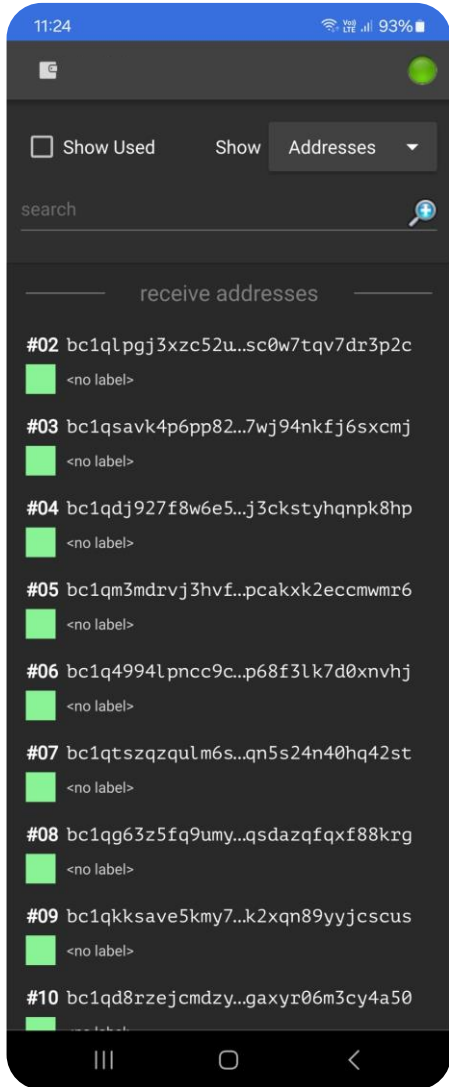 11:24 Vo) LTE 93%
Show Used Show Addresses
search
receive addresses
#02 bc1qlpgj3xzc52u…sc0w7tqv7dr3p2c
<no label>
#03 bc1qsavk4p6pp82…7wj94nkfj6sxcmj
<no label>
#04 bc1qdj927f8w6e5…j3ckstyhqnpk8hp
<no label>
#05 bc1qm3mdrvj3hvf…pcakxk2eccmwmr6
<no label>
#06 bc1q4994lpncc9c…p68f3lk7d0xnvhj
<no label>
#07 bc1qtszqzqulm6s…qn5s24n40hq42st
<no label>
#08 bc1qg63z5fq9umy…qsdazqfqxf88krg
<no label>
#09 bc1qkksave5kmy7…k2xqn89yyjcscus
<no label>
#10 bc1qd8rzejcmdzy…gaxyr06m3cy4a50